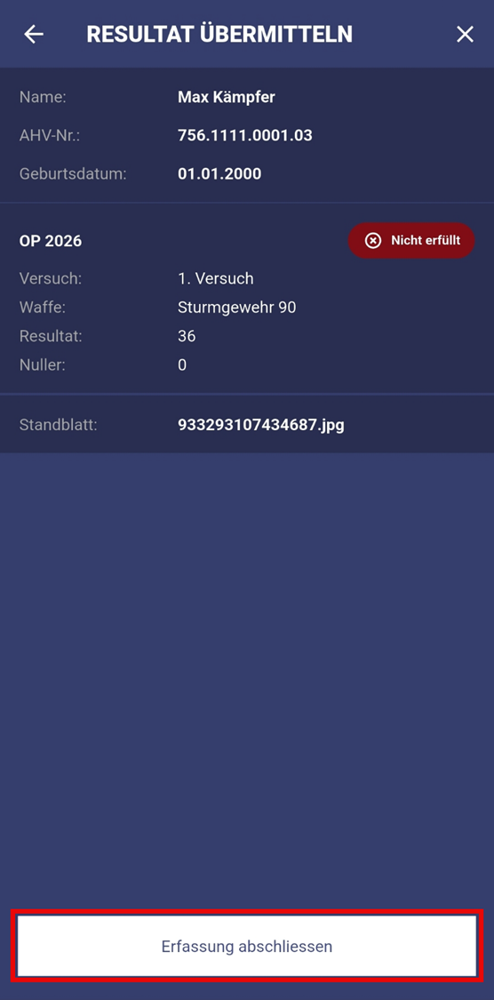 RESULTAT ÜBERMITTELN
Name: Max Kämpfer
AHV-Nr.: 756.1111.0001.03
Geburtsdatum: 01.01.2000
OP 2026 Nicht erfüllt
Versuch: 1. Versuch
Waffe: Sturmgewehr 90
Resultat: 36
Nuller: 0
Standblatt: 933293107434687.jpg
Erfassung abschliessen